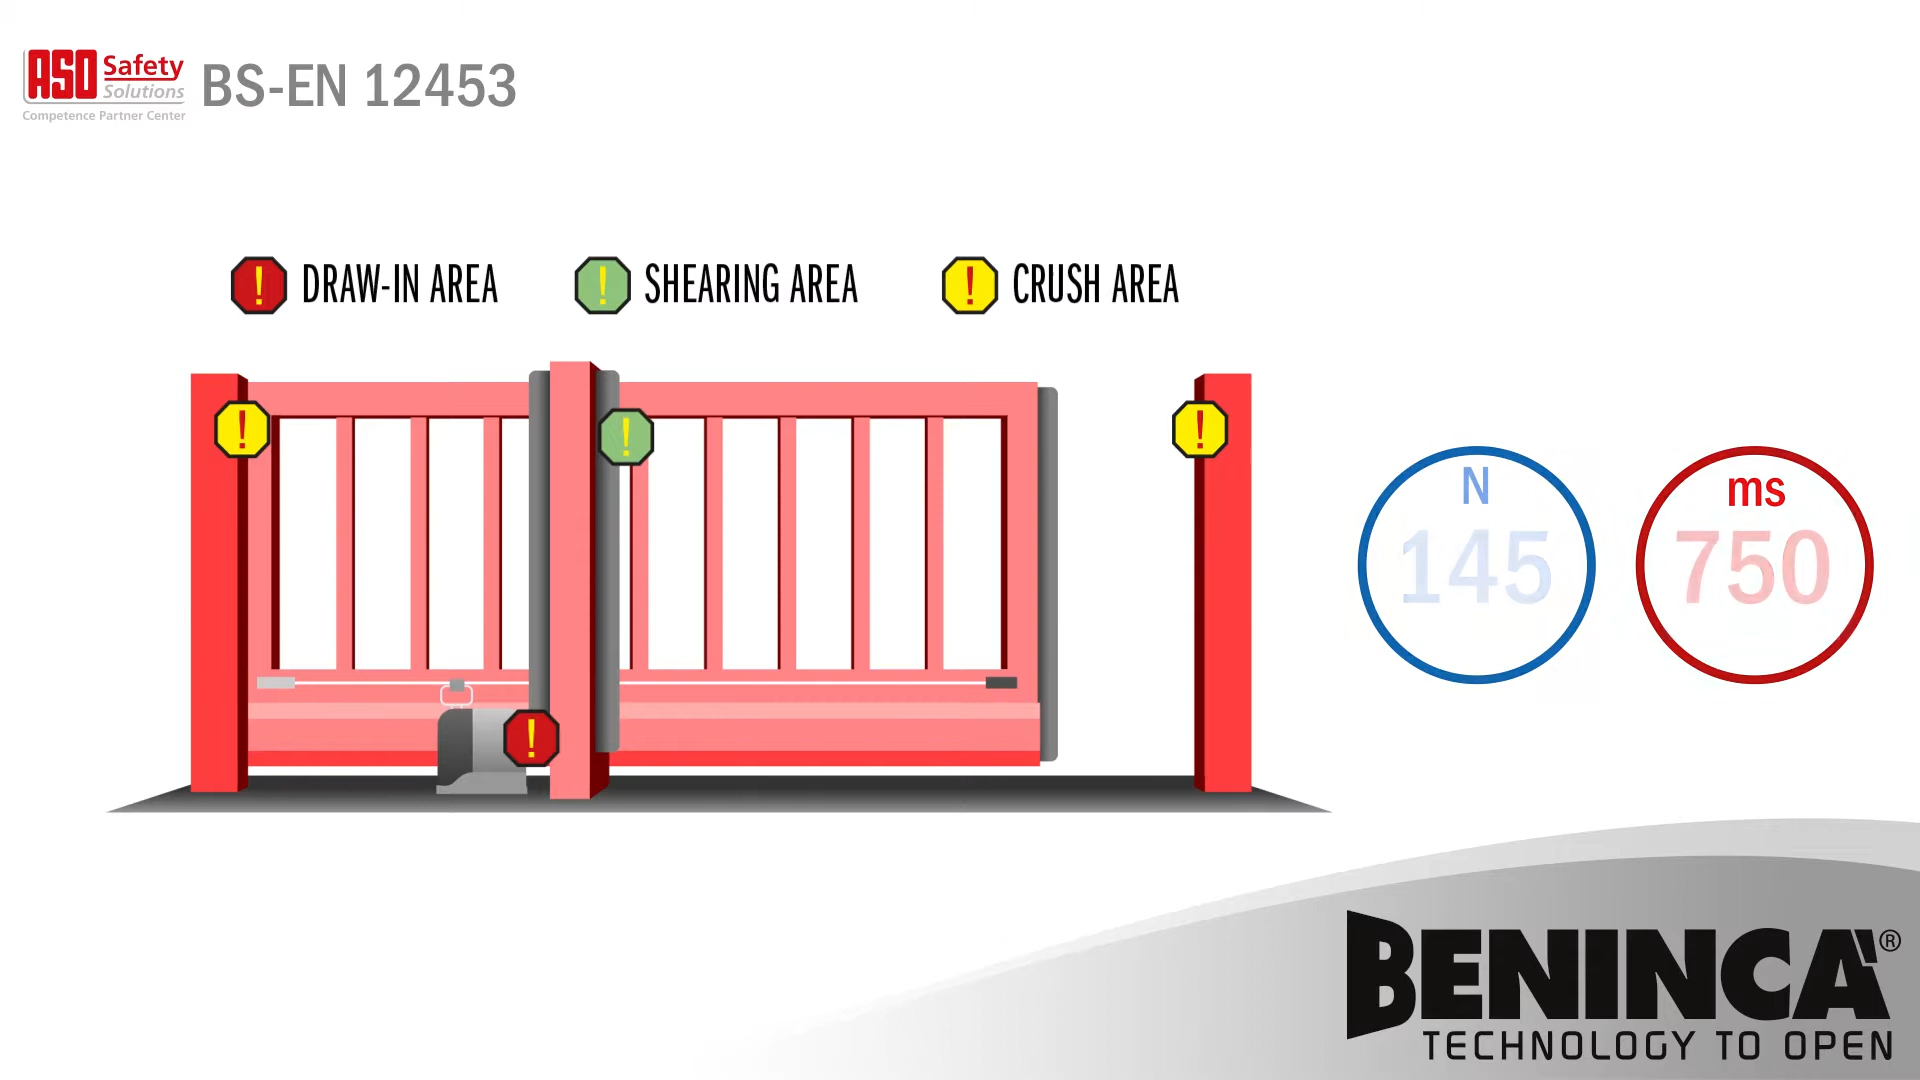 ASO Safety
Solutions
Competence Partner Center
BS-EN 12453
! DRAW-IN AREA
! SHEARING AREA
! CRUSH AREA
!
!
!
!
N
145
ms
750
BENINCÀ®
TECHNOLOGY TO OPEN